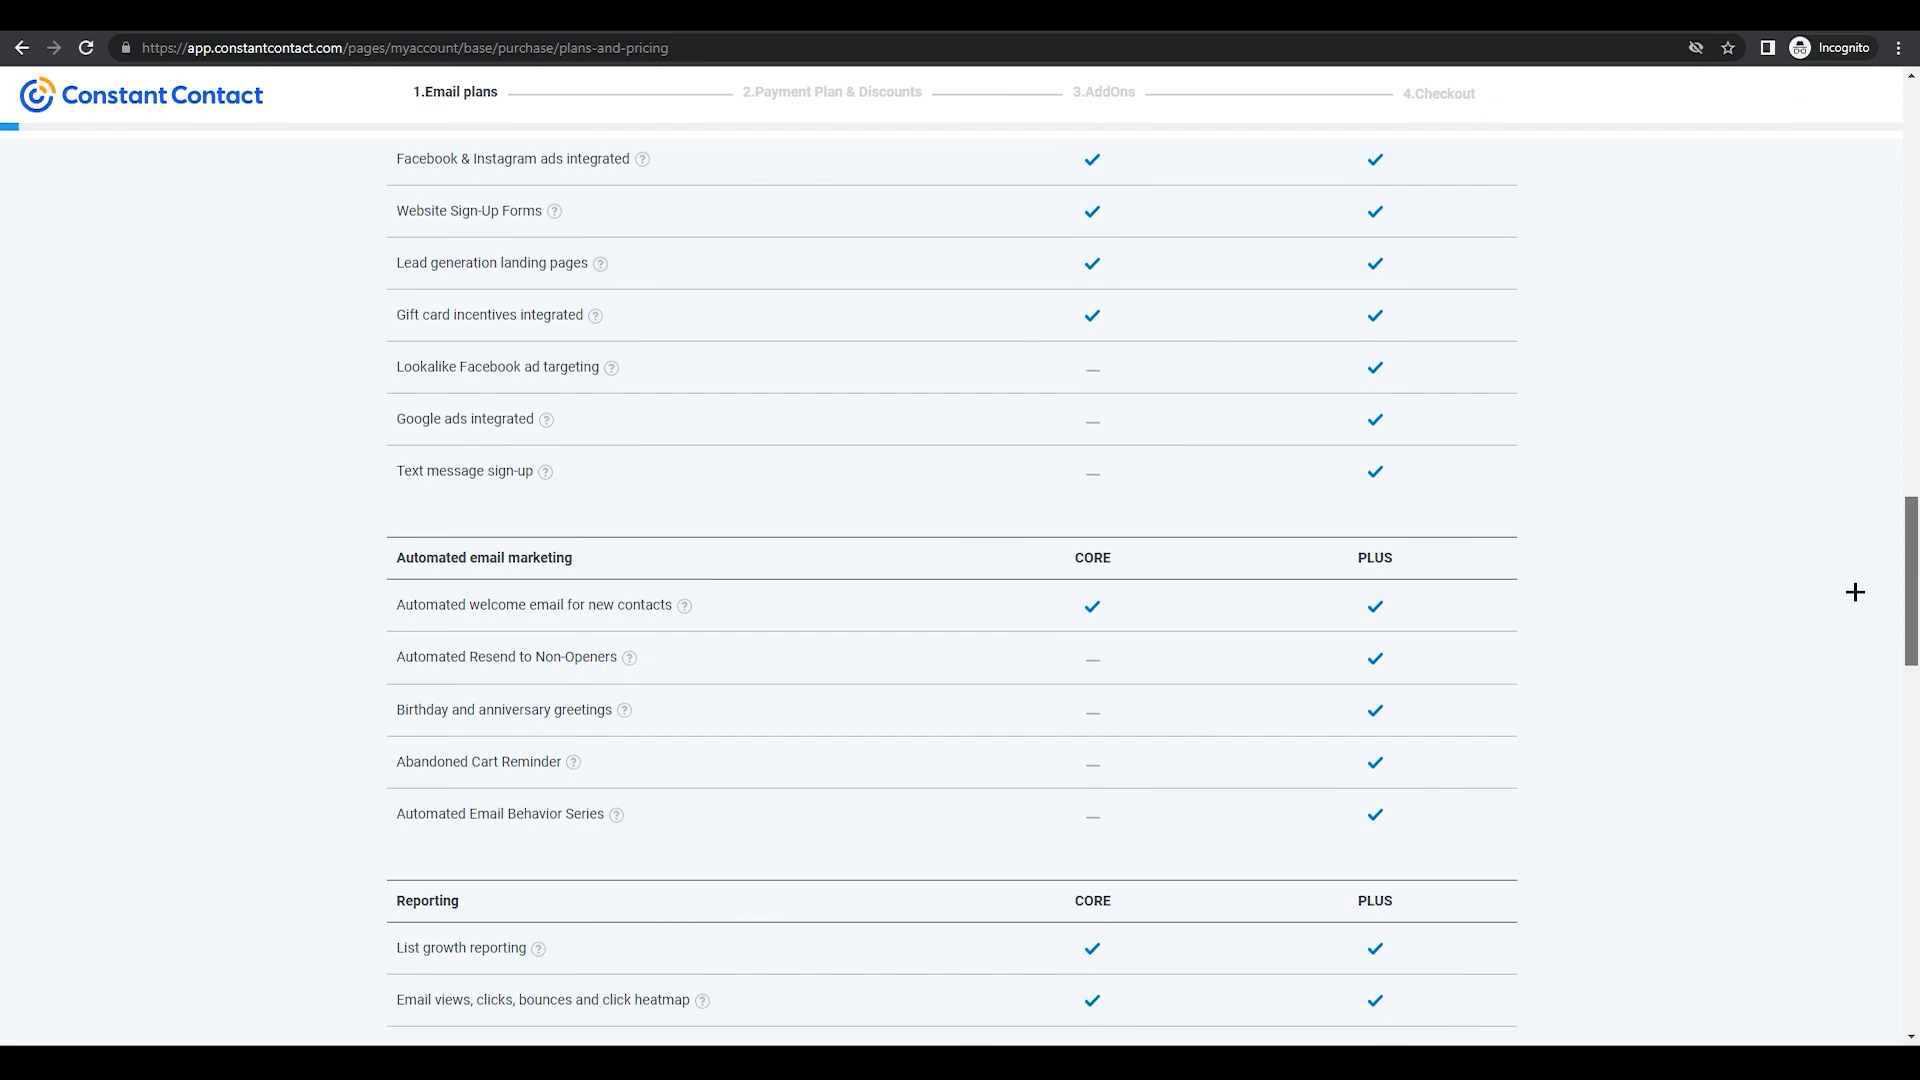 https://app.constantcontact.com/pages/myaccount/base/purchase/plans-and-pricing
Incognito
Constant Contact
1.Email plans
2.Payment Plan & Discounts
3.AddOns
4.Checkout
Facebook & Instagram ads integrated ?
Website Sign-Up Forms ?
Lead generation landing pages ?
Gift card incentives integrated ?
Lookalike Facebook ad targeting ?
Google ads integrated ?
Text message sign-up ?
Automated email marketing CORE PLUS
Automated welcome email for new contacts ?
Automated Resend to Non-Openers ?
Birthday and anniversary greetings ?
Abandoned Cart Reminder ?
Automated Email Behavior Series ?
Reporting CORE PLUS
List growth reporting ?
Email views, clicks, bounces and click heatmap ?